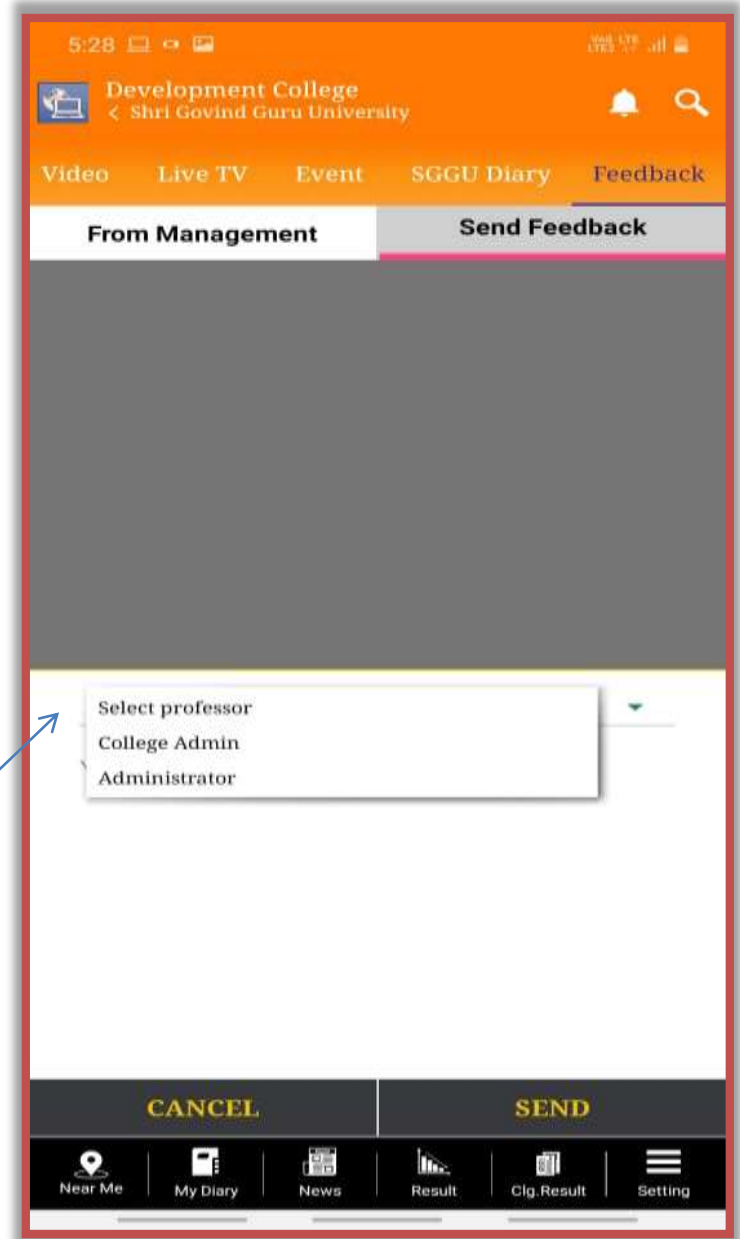 5:28
Development College
< Shri Govind Guru University
Video Live TV Event SGGU Diary Feedback
From Management Send Feedback
Select professor
College Admin
Administrator
CANCEL SEND
Near Me My Diary News Result Clg.Result Setting